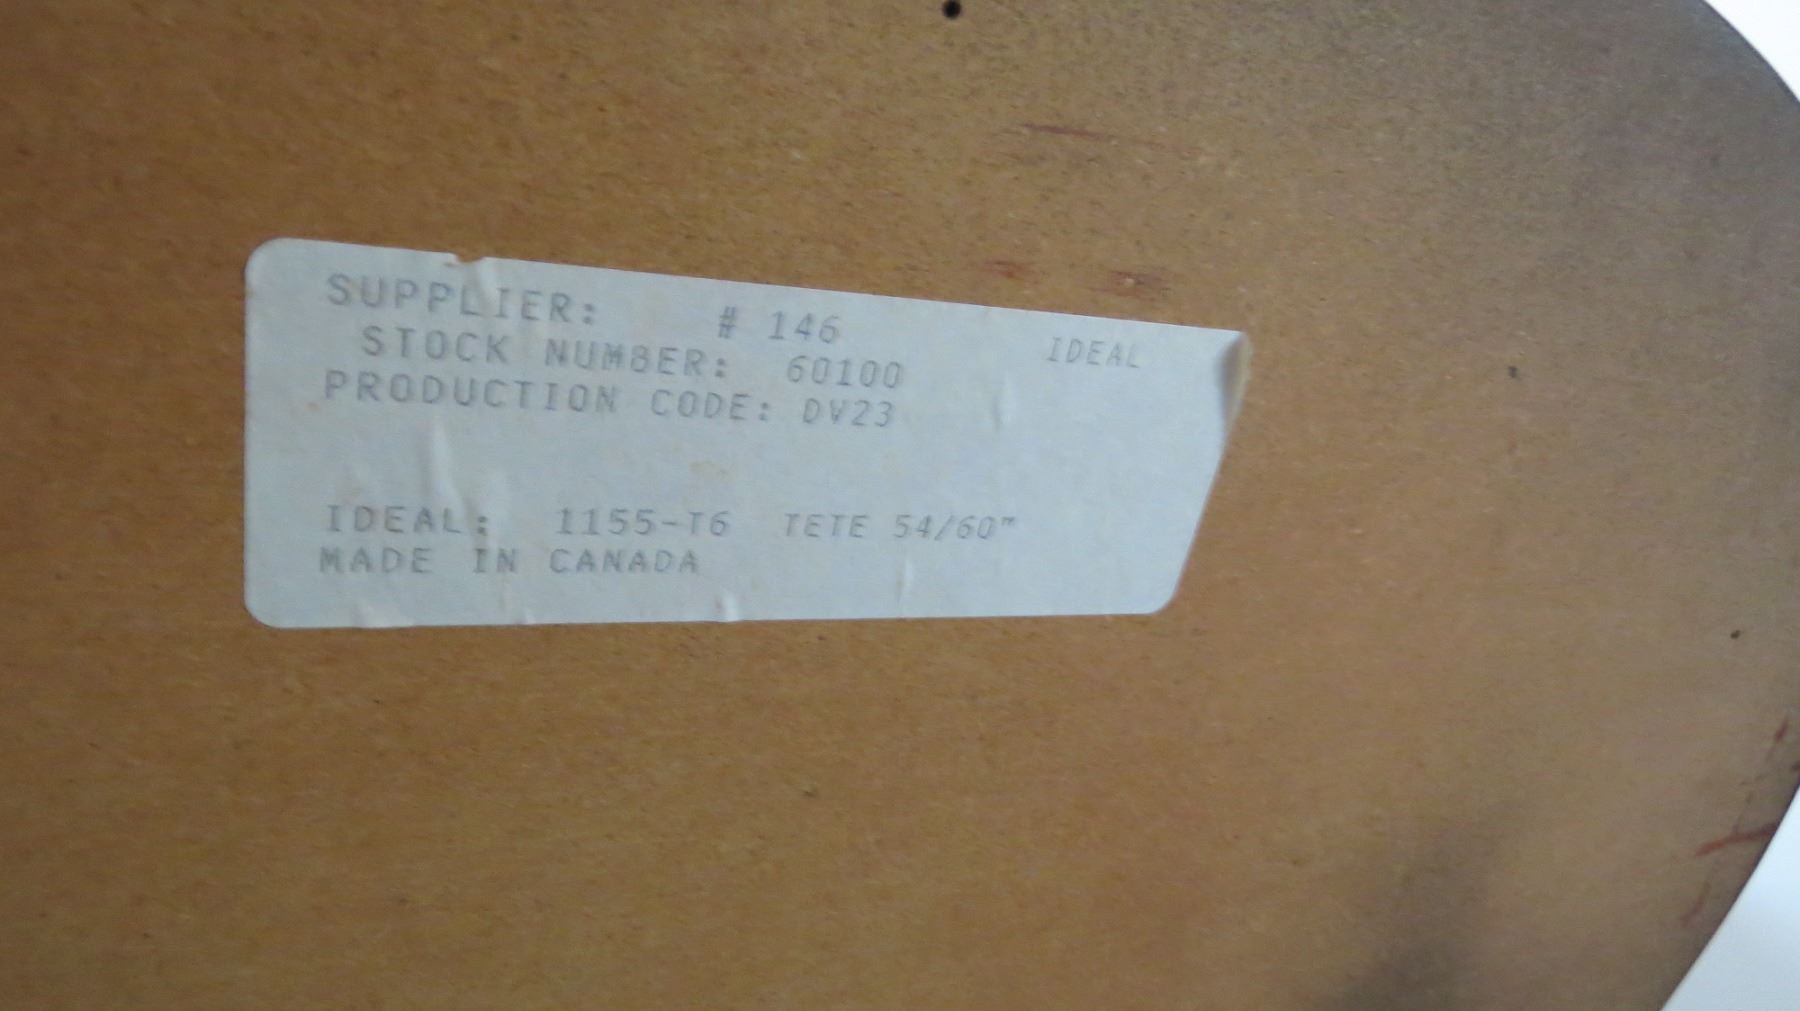 SUPPLIER: # 146 IDEAL
STOCK NUMBER: 60100
PRODUCTION CODE: DV23
IDEAL: 1155-T6 TETE 54/60"
MADE IN CANADA